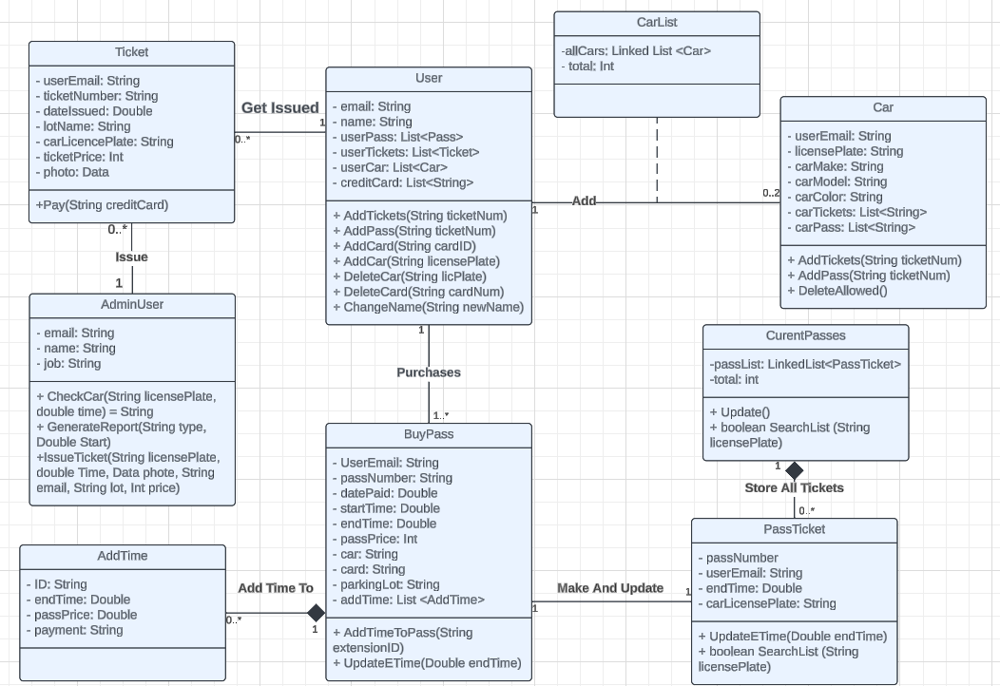 CarList
-allCars: Linked List <Car>
- total: Int
Ticket
- userEmail: String
- ticketNumber: String
- dateIssued: Double
- lotName: String
- carLicencePlate: String
- ticketPrice: Int
- photo: Data
+Pay(String creditCard)
Get Issued
0..*
1
User
- email: String
- name: String
- userPass: List<Pass>
- userTickets: List<Ticket>
- userCar: List<Car>
- creditCard: List<String>
+ AddTickets(String ticketNum)
+ AddPass(String ticketNum)
+ AddCard(String cardID)
+ AddCar(String licensePlate)
+ DeleteCar(String licPlate)
+ DeleteCard(String cardNum)
+ ChangeName(String newName)
1
Add
0..2
Car
- userEmail: String
- licensePlate: String
- carMake: String
- carModel: String
- carColor: String
- carTickets: List<String>
- carPass: List<String>
+ AddTickets(String ticketNum)
+ AddPass(String ticketNum)
+ DeleteAllowed()
0..*
Issue
1
AdminUser
- email: String
- name: String
- job: String
+ CheckCar(String licensePlate,
double time) = String
+ GenerateReport(String type,
Double Start)
+IssueTicket(String licensePlate,
double Time, Data phote, String
email, String lot, Int price)
1
Purchases
1..*
CurentPasses
-passList: LinkedList<PassTicket>
-total: int
+ Update()
+ boolean SearchList (String
licensePlate)
1
Store All Tickets
0..*
BuyPass
- UserEmail: String
- passNumber: String
- datePaid: Double
- startTime: Double
- endTime: Double
- passPrice: Int
- car: String
- card: String
- parkingLot: String
- addTime: List <AddTime>
+ AddTimeToPass(String
extensionID)
+ UpdateETime(Double endTime)
AddTime
- ID: String
- endTime: Double
- passPrice: Double
- payment: String
Add Time To
0..*
1
Make And Update
1
1
PassTicket
- passNumber
- userEmail: String
- endTime: Double
- carLicensePlate: String
+ UpdateETime(Double endTime)
+ boolean SearchList (String
licensePlate)